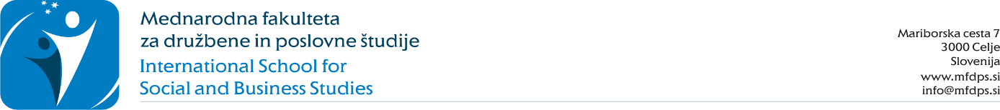 Mednarodna fakulteta
za družbene in poslovne študije
International School for
Social and Business Studies
Mariborska cesta 7
3000 Celje
Slovenija
www.mfdps.si
info@mfdps.si